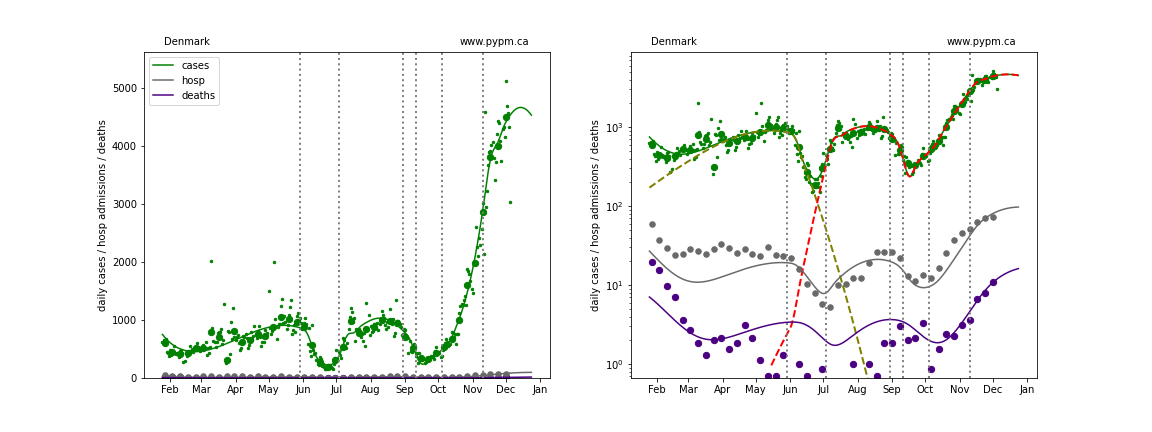 Denmark www.pypm.ca
cases
hosp
deaths
daily cases / hosp admissions / deaths
5000
4000
3000
2000
1000
0
Feb Mar Apr May Jun Jul Aug Sep Oct Nov Dec Jan
Denmark www.pypm.ca
daily cases / hosp admissions / deaths
10³
10²
10¹
10⁰
Feb Mar Apr May Jun Jul Aug Sep Oct Nov Dec Jan